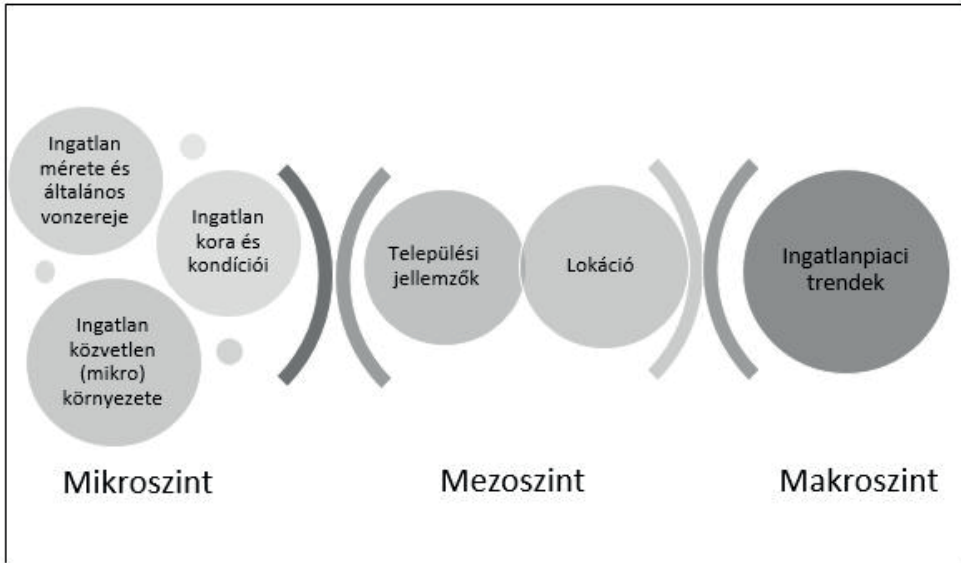 Ingatlan
mérete és
általános
vonzereje
Ingatlan
kora és
kondíciói
Ingatlan
közvetlen
(mikro)
környezete
Települési
jellemzők
Lokáció
Ingatlanpiaci
trendek
Mikroszint
Mezoszint
Makroszint